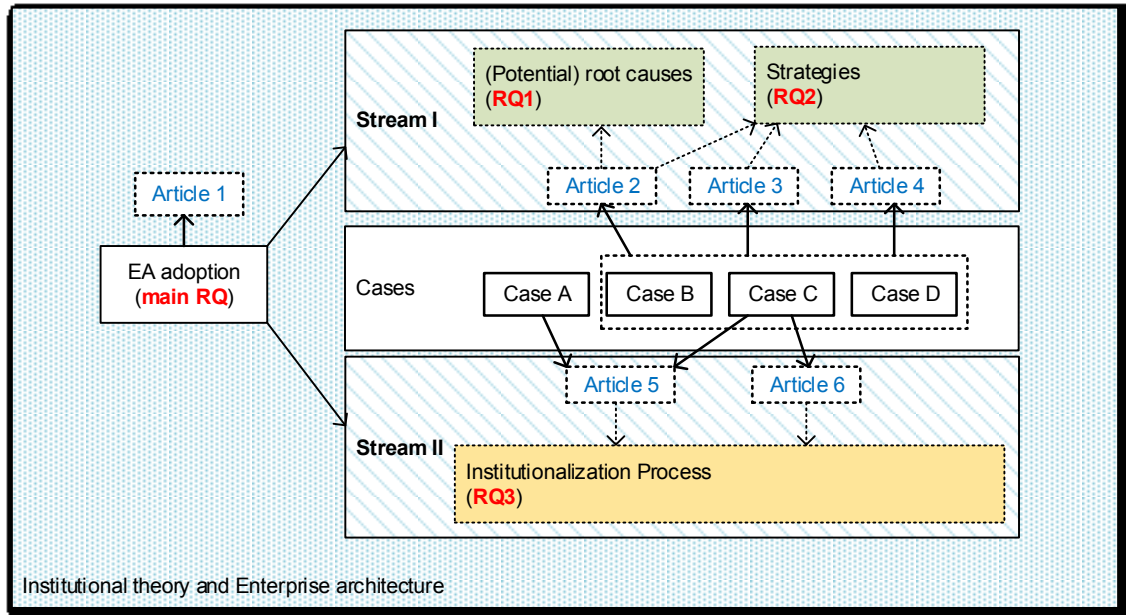 (Potential) root causes
(RQ1)
Strategies
(RQ2)
Stream I
Article 1
Article 2
Article 3
Article 4
EA adoption
(main RQ)
Cases
Case A
Case B
Case C
Case D
Article 5
Article 6
Stream II
Institutionalization Process
(RQ3)
Institutional theory and Enterprise architecture